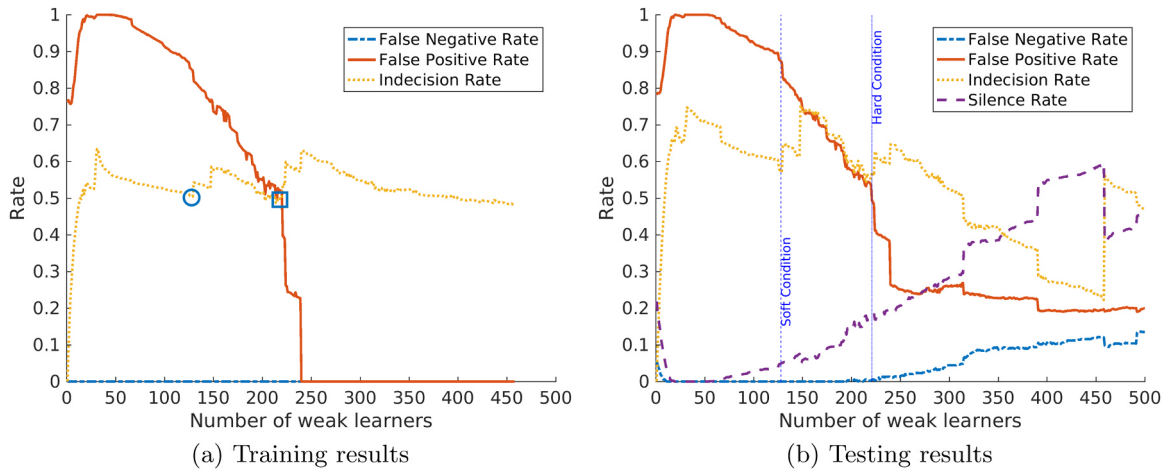 1
0.9
0.8
0.7
0.6
0.5
0.4
0.3
0.2
0.1
0
Rate
False Negative Rate
False Positive Rate
Indecision Rate
0 50 100 150 200 250 300 350 400 450 500
Number of weak learners
(a) Training results
1
0.9
0.8
0.7
0.6
0.5
0.4
0.3
0.2
0.1
0
Rate
Soft Condition
Hard Condition
False Negative Rate
False Positive Rate
Indecision Rate
Silence Rate
0 50 100 150 200 250 300 350 400 450 500
Number of weak learners
(b) Testing results